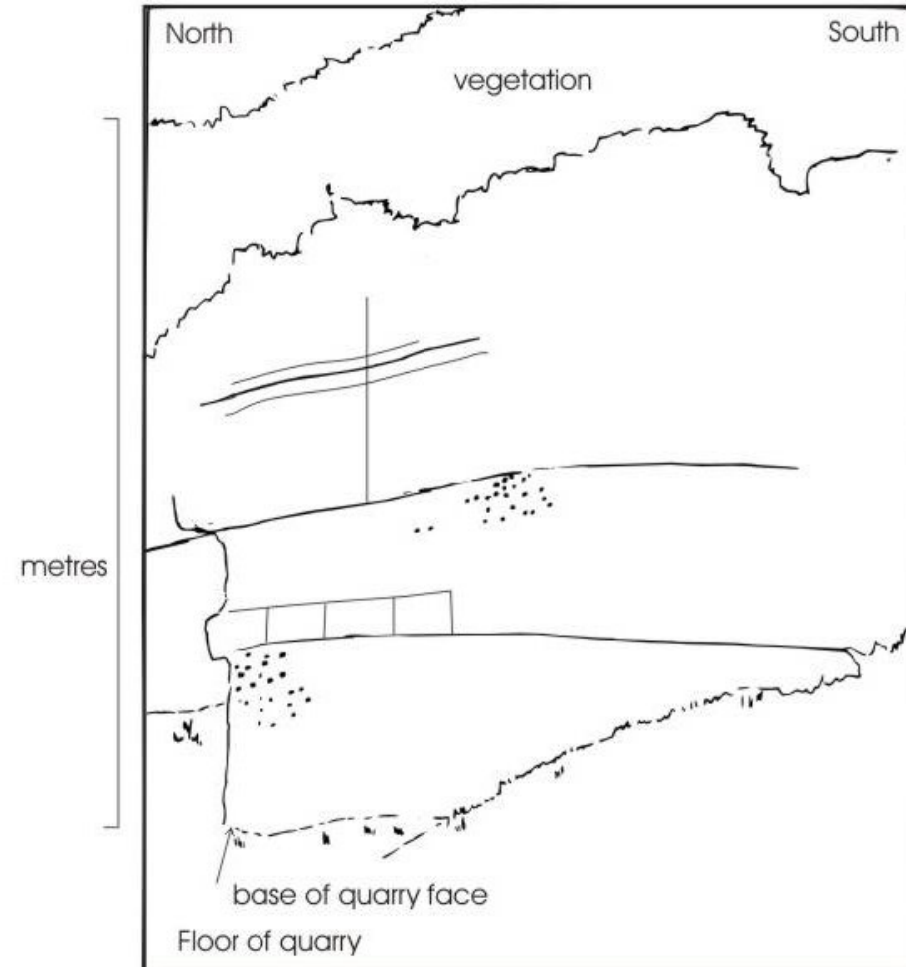 North
South
vegetation
metres
base of quarry face
Floor of quarry